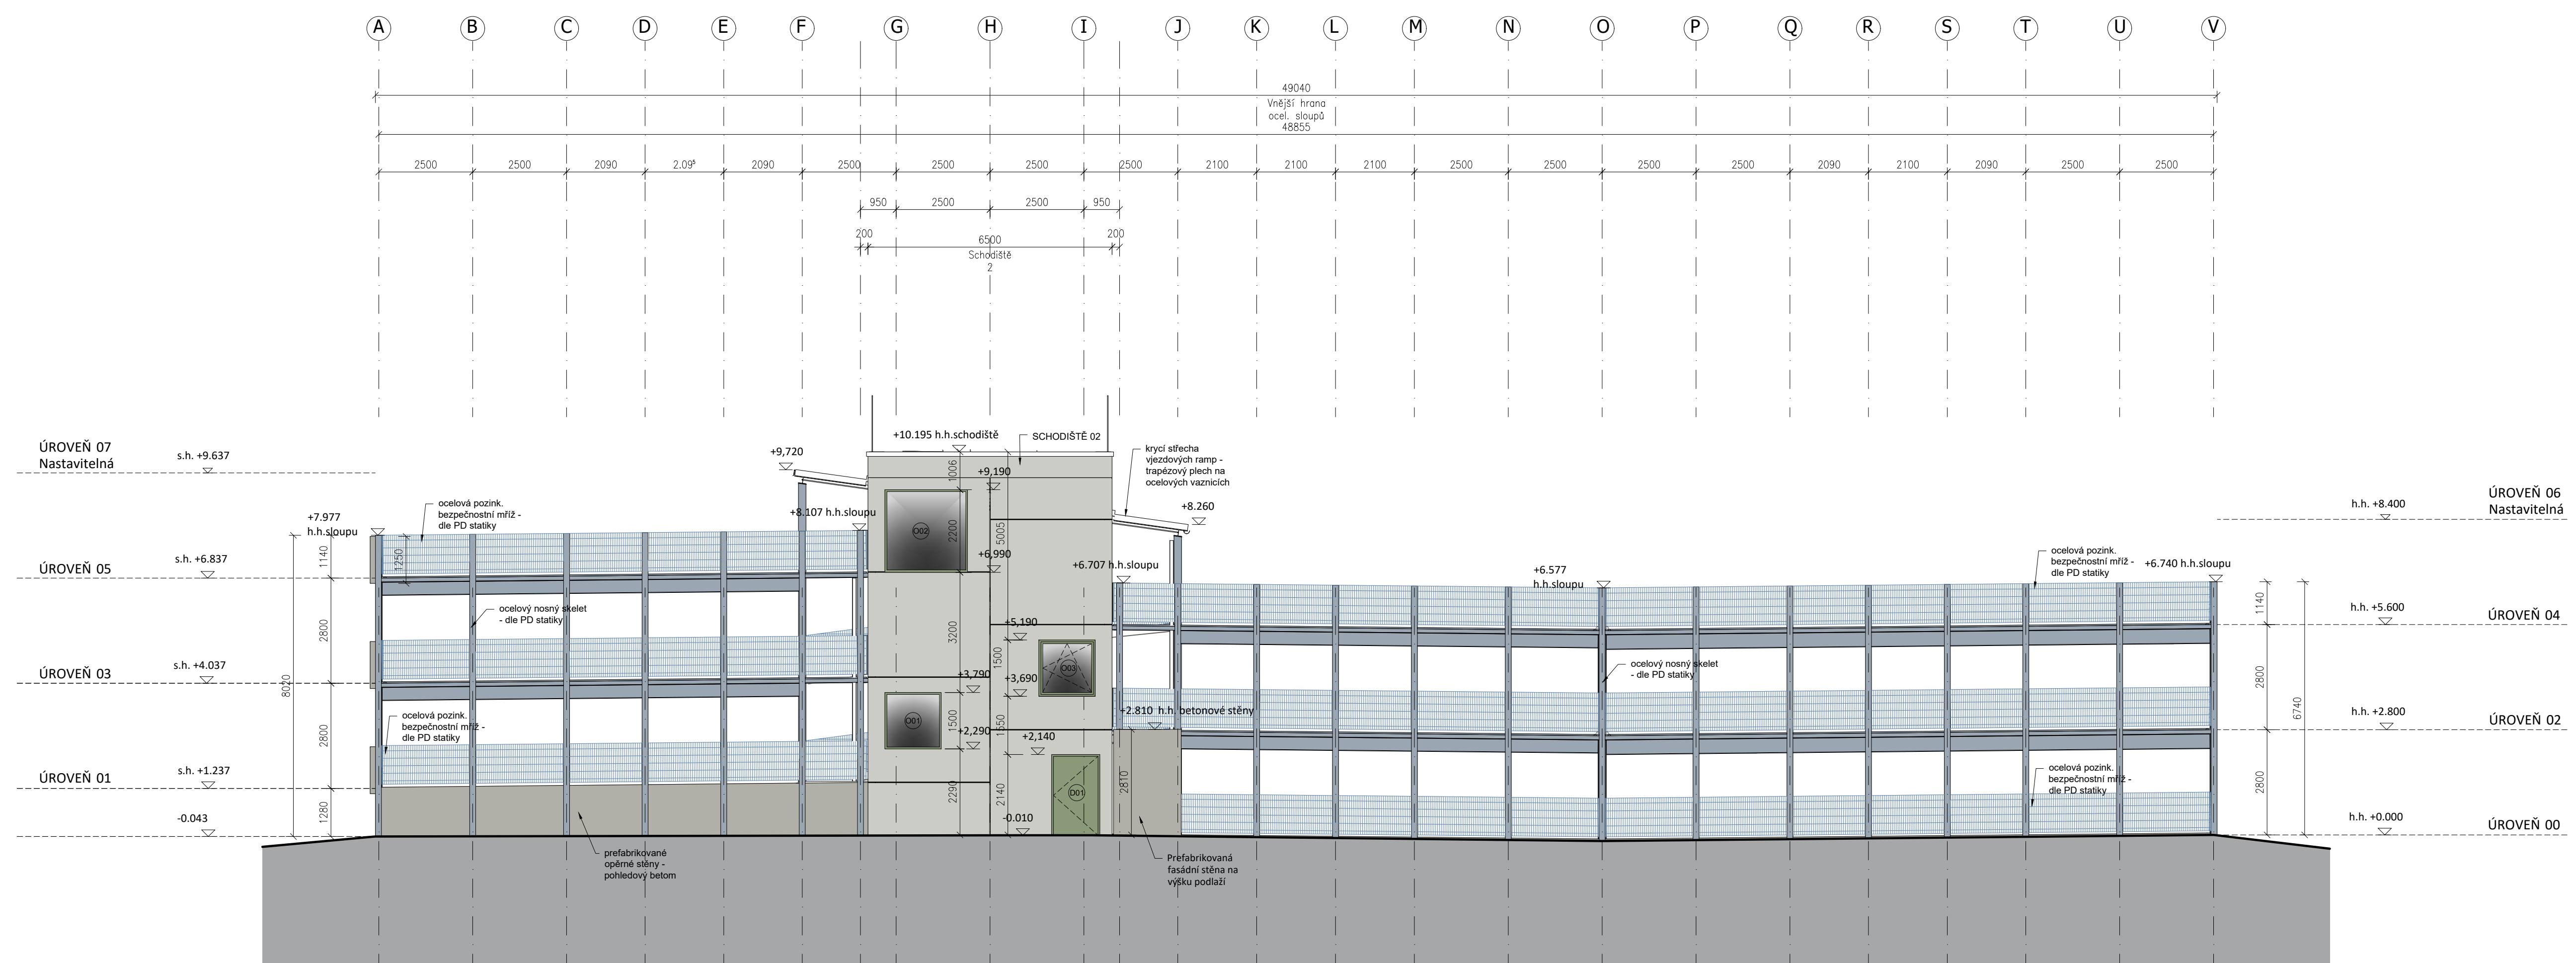 A B C D E F G H I J K L M N O P Q R S T U V
49040
Vnější hrana
ocel. sloupů
48855
2500 2500 2090 2.09⁵ 2090 2500 2500 2500 2500 2100 2100 2100 2500 2500 2500 2500 2090 2100 2090 2500 2500
950 2500 2500 950
200 6500 200
Schodiště
2
ÚROVEŇ 07
Nastavitelná
s.h. +9.637
+7.977
h.h.sloupu
ocelová pozink.
bezpečnostní mříž -
dle PD statiky
+9,720
+8.107 h.h.sloupu
+10.195 h.h.schodiště
SCHODIŠTĚ 02
krycí střecha
vjezdových ramp -
trapézový plech na
ocelových vaznicích
+8.260
h.h. +8.400
ÚROVEŇ 06
Nastavitelná
1006
+9,190
O02
2200
5005
+6,990
1140
1250
ÚROVEŇ 05
s.h. +6.837
ocelový nosný skelet
- dle PD statiky
2800
8020
ÚROVEŇ 03
s.h. +4.037
ocelová pozink.
bezpečnostní mříž -
dle PD statiky
2800
ÚROVEŇ 01
s.h. +1.237
1280
-0.043
prefabrikované
opěrné stěny -
pohledový betom
3200
+5,190
1500
O03
+3,790
+3,690
O01
1500
1550
+2,290
+2,140
2290
2140
D01
-0.010
2810
+2.810 h.h. betonové stěny
Prefabrikovaná
fasádní stěna na
výšku podlaží
+6.707 h.h.sloupu
+6.577
h.h.sloupu
ocelový nosný skelet
- dle PD statiky
ocelová pozink.
bezpečnostní mříž -
dle PD statiky
+6.740 h.h.sloupu
1140
h.h. +5.600
ÚROVEŇ 04
2800
6740
h.h. +2.800
ÚROVEŇ 02
ocelová pozink.
bezpečnostní mříž -
dle PD statiky
2800
h.h. +0.000
ÚROVEŇ 00